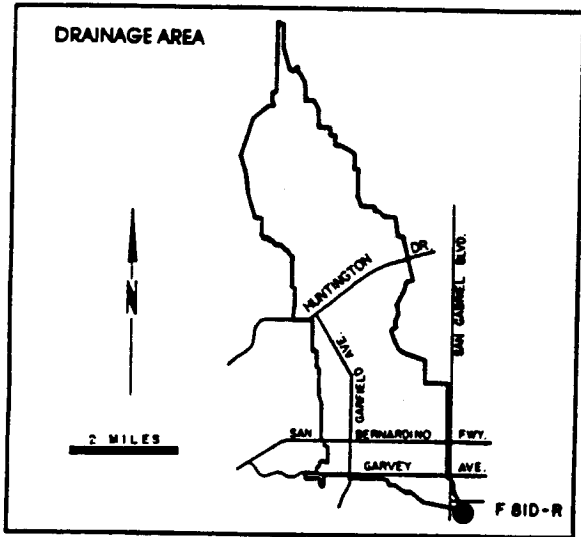 DRAINAGE AREA
HUNTINGTON DR.
SAN GABRIEL BLVD.
N
GARFIELD AVE.
2 MILES
SAN BERNARDINO FWY.
GARVEY AVE.
F 81D-R